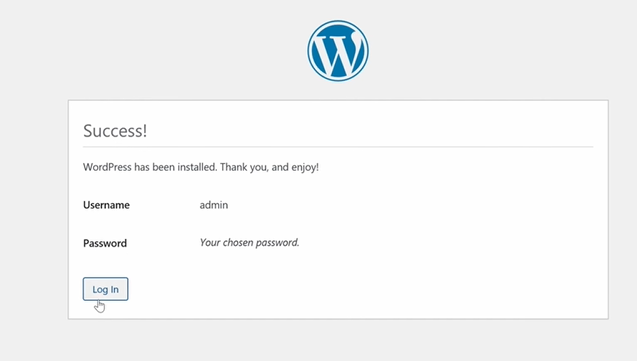 Success!
WordPress has been installed. Thank you, and enjoy!
Username admin
Password Your chosen password.
Log In